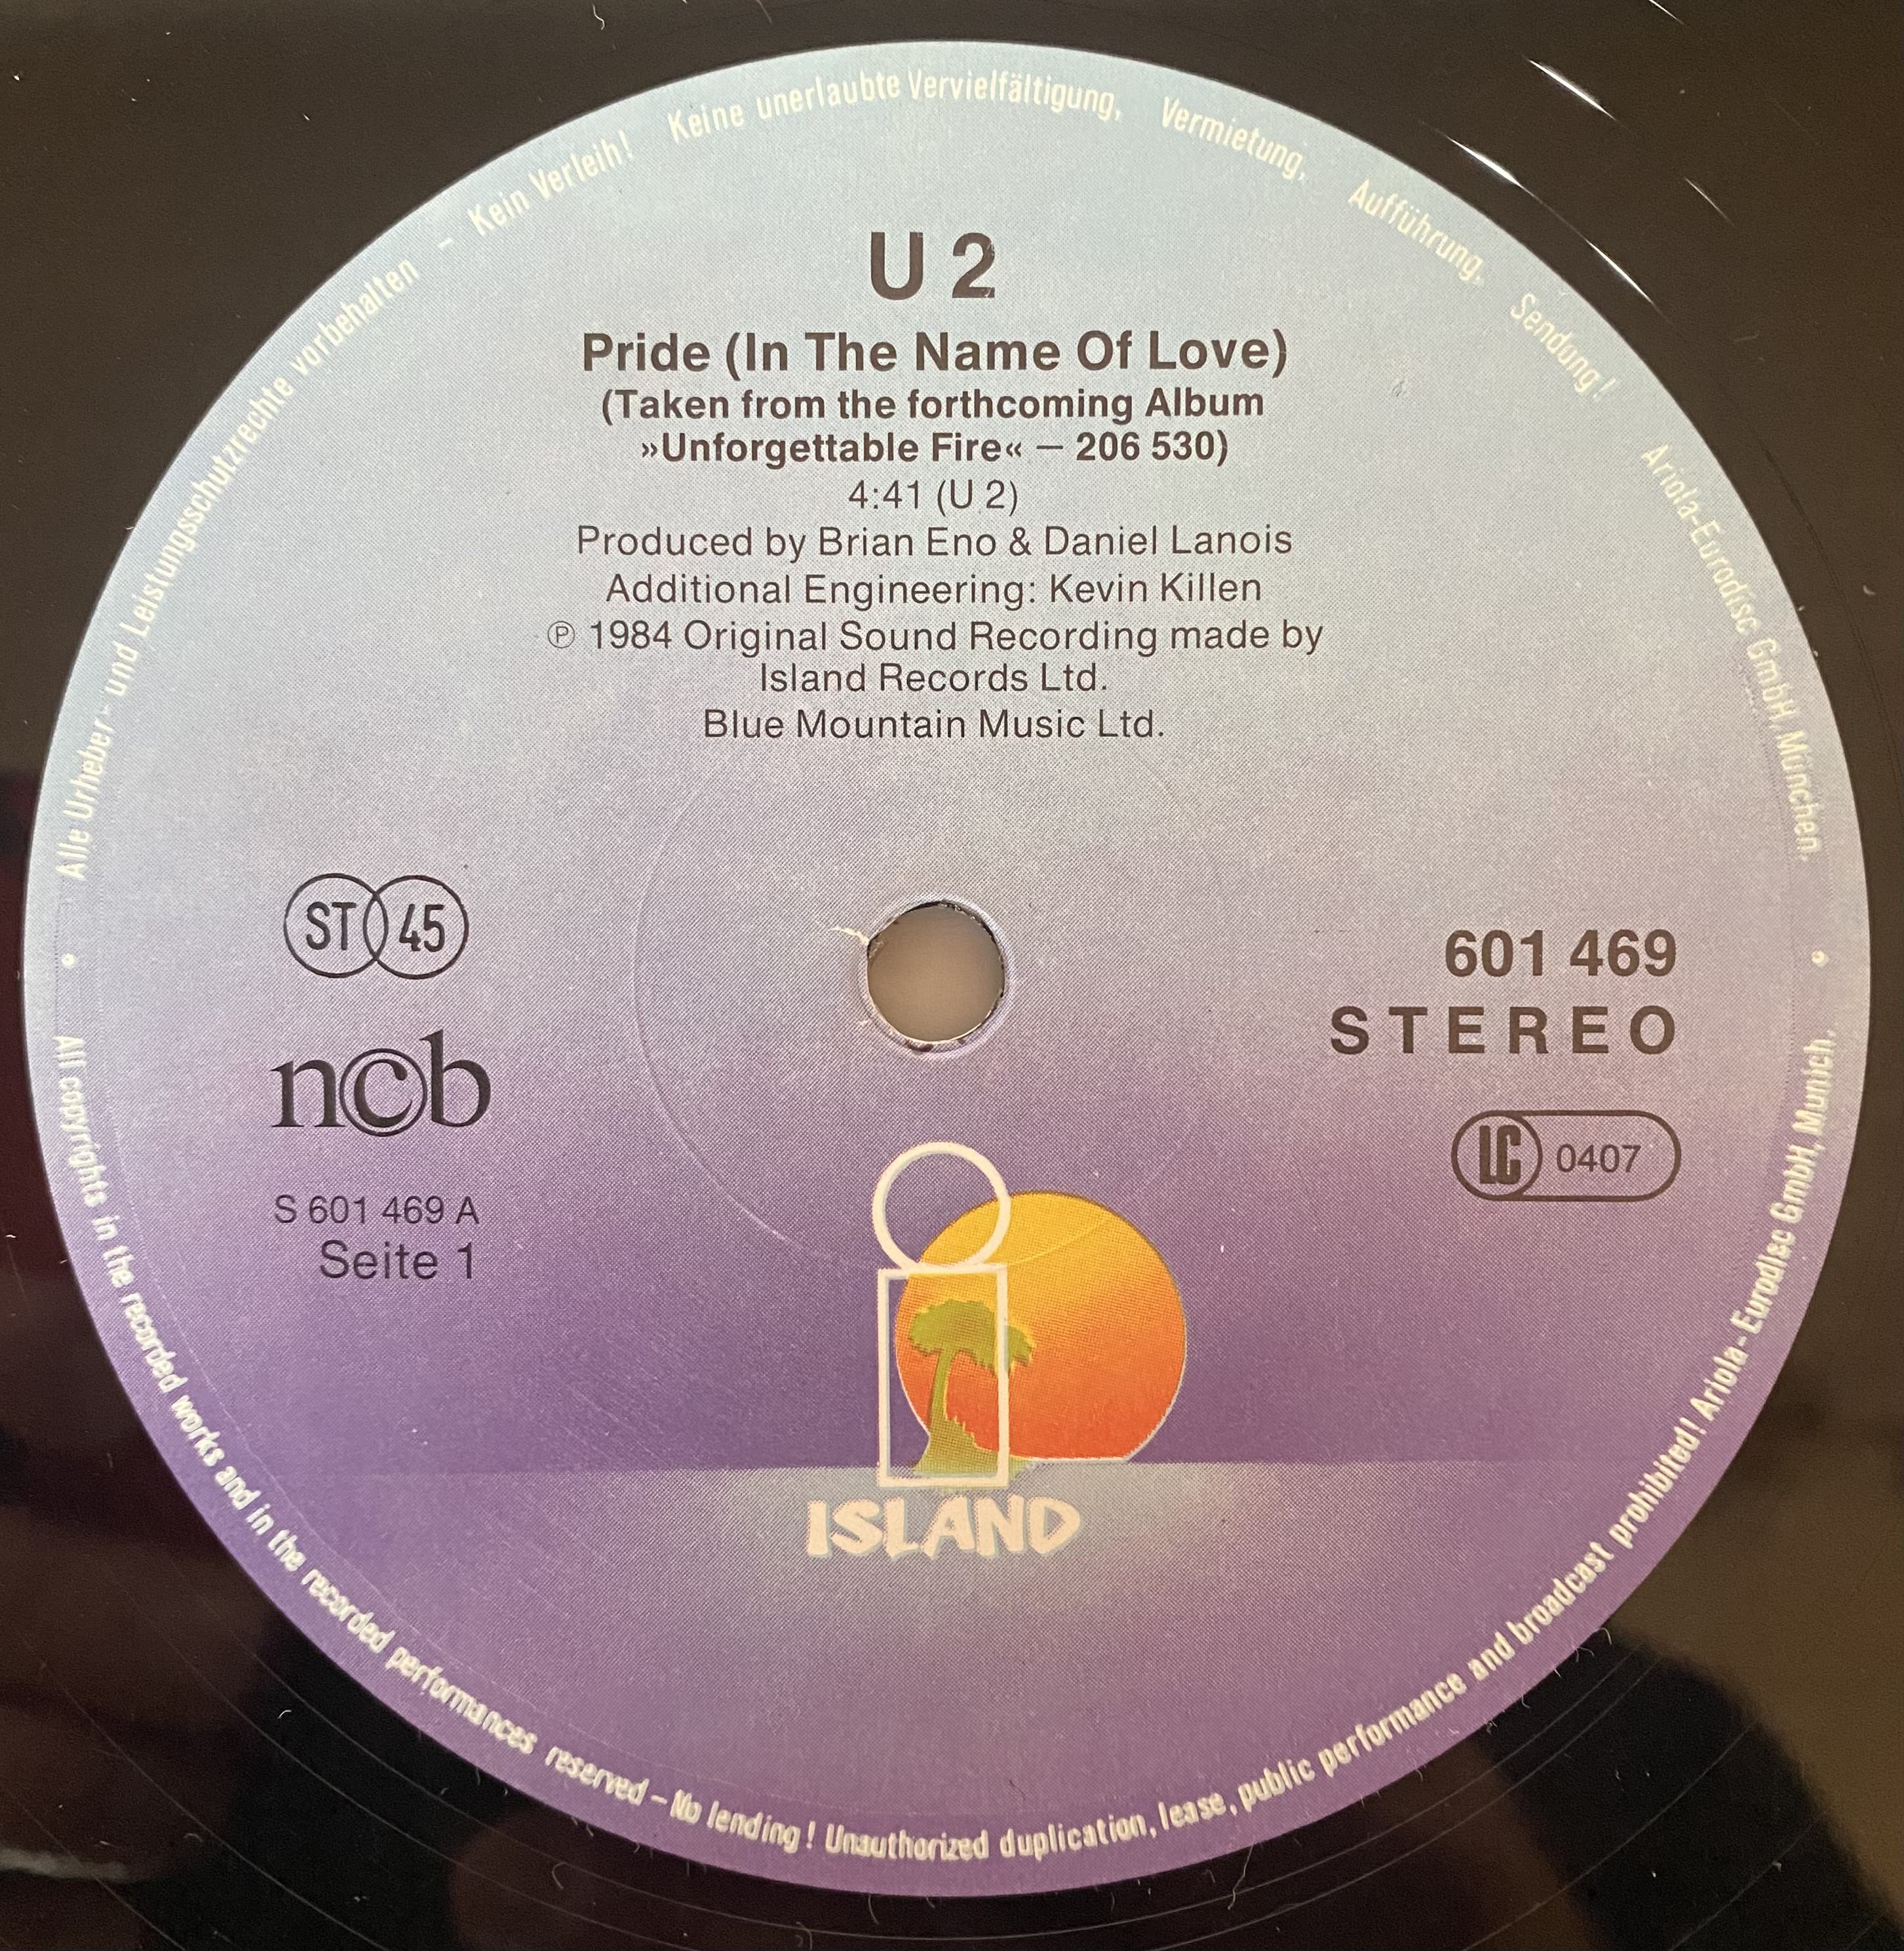 Alle Urheber- und Leistungsschutzrechte vorbehalten – Kein Verleih! Keine unerlaubte Vervielfältigung, Vermietung, Aufführung, Sendung! Ariola-Eurodisc GmbH, München.
U 2
Pride (In The Name Of Love)
(Taken from the forthcoming Album
»Unforgettable Fire« — 206 530)
4:41 (U 2)
Produced by Brian Eno & Daniel Lanois
Additional Engineering: Kevin Killen
℗ 1984 Original Sound Recording made by
Island Records Ltd.
Blue Mountain Music Ltd.
ST 45
ncb
S 601 469 A
Seite 1
601 469
STEREO
LC 0407
ISLAND
All copyrights in the recorded works and in the recorded performances reserved – No lending! Unauthorized duplication, lease, public performance and broadcast prohibited! Ariola-Eurodisc GmbH, Munich.